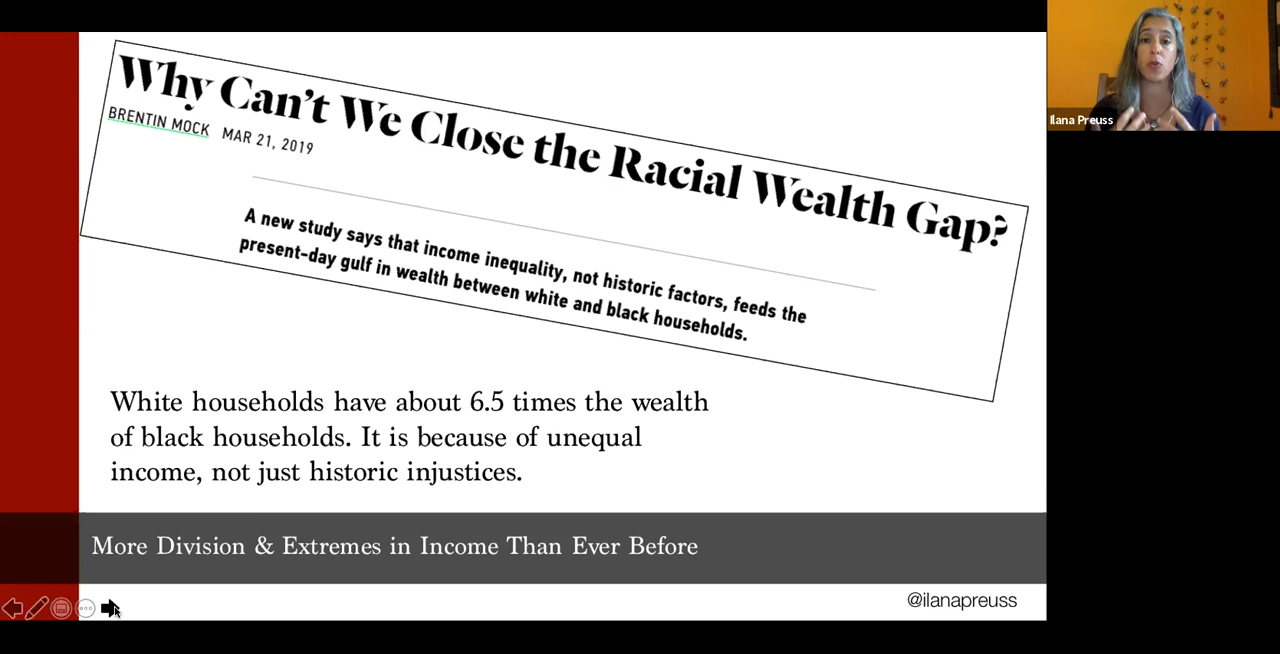 Why Can't We Close the Racial Wealth Gap?
BRENTIN MOCK MAR 21, 2019
A new study says that income inequality, not historic factors, feeds the
present-day gulf in wealth between white and black households.
White households have about 6.5 times the wealth
of black households. It is because of unequal
income, not just historic injustices.
More Division & Extremes in Income Than Ever Before
@ilanapreuss
Ilana Preuss